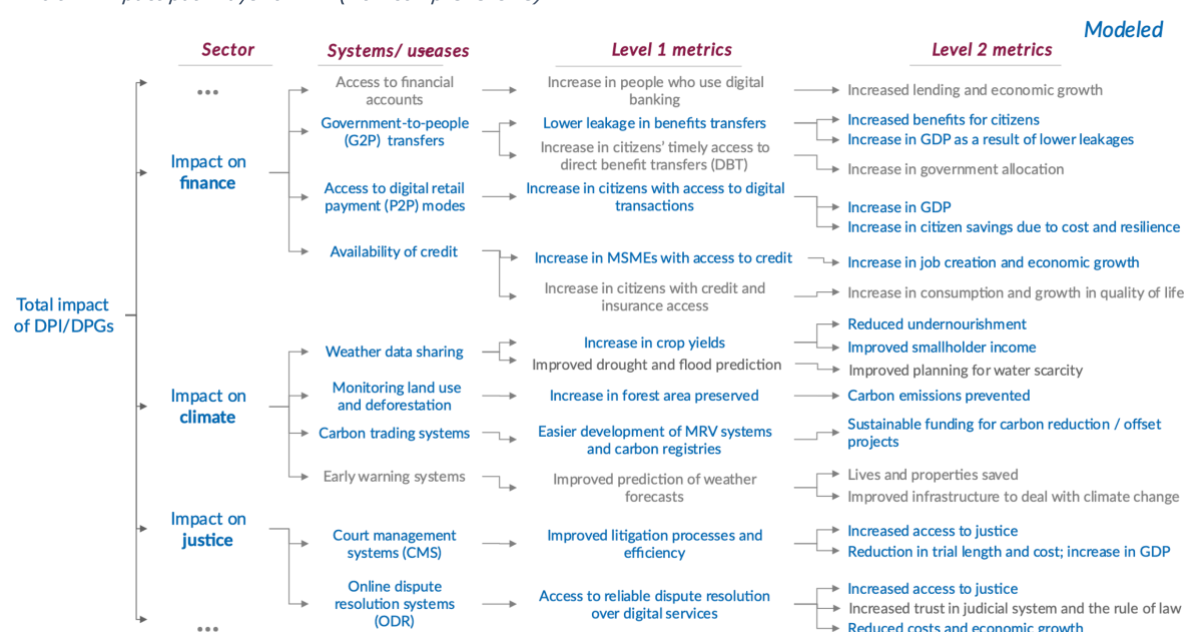 Modeled
Sector
Systems/ useases
Level 1 metrics
Level 2 metrics
...
Access to financial
accounts
Increase in people who use digital
banking
Increased lending and economic growth
Government-to-people
(G2P) transfers
Lower leakage in benefits transfers
Increased benefits for citizens
Increase in GDP as a result of lower leakages
Increase in citizens' timely access to
direct benefit transfers (DBT)
Increase in government allocation
Impact on
finance
Access to digital retail
payment (P2P) modes
Increase in citizens with access to digital
transactions
Increase in GDP
Increase in citizen savings due to cost and resilience
Availability of credit
Increase in MSMEs with access to credit
Increase in job creation and economic growth
Increase in citizens with credit and
insurance access
Increase in consumption and growth in quality of life
Total impact
of DPI/DPGs
Weather data sharing
Increase in crop yields
Reduced undernourishment
Improved smallholder income
Improved drought and flood prediction
Improved planning for water scarcity
Impact on
climate
Monitoring land use
and deforestation
Increase in forest area preserved
Carbon emissions prevented
Carbon trading systems
Easier development of MRV systems
and carbon registries
Sustainable funding for carbon reduction / offset
projects
Early warning systems
Improved prediction of weather
forecasts
Lives and properties saved
Improved infrastructure to deal with climate change
Impact on
justice
Court management
systems (CMS)
Improved litigation processes and
efficiency
Increased access to justice
Reduction in trial length and cost; increase in GDP
Online dispute
resolution systems
(ODR)
Access to reliable dispute resolution
over digital services
Increased access to justice
Increased trust in judicial system and the rule of law
Reduced costs and economic growth
...